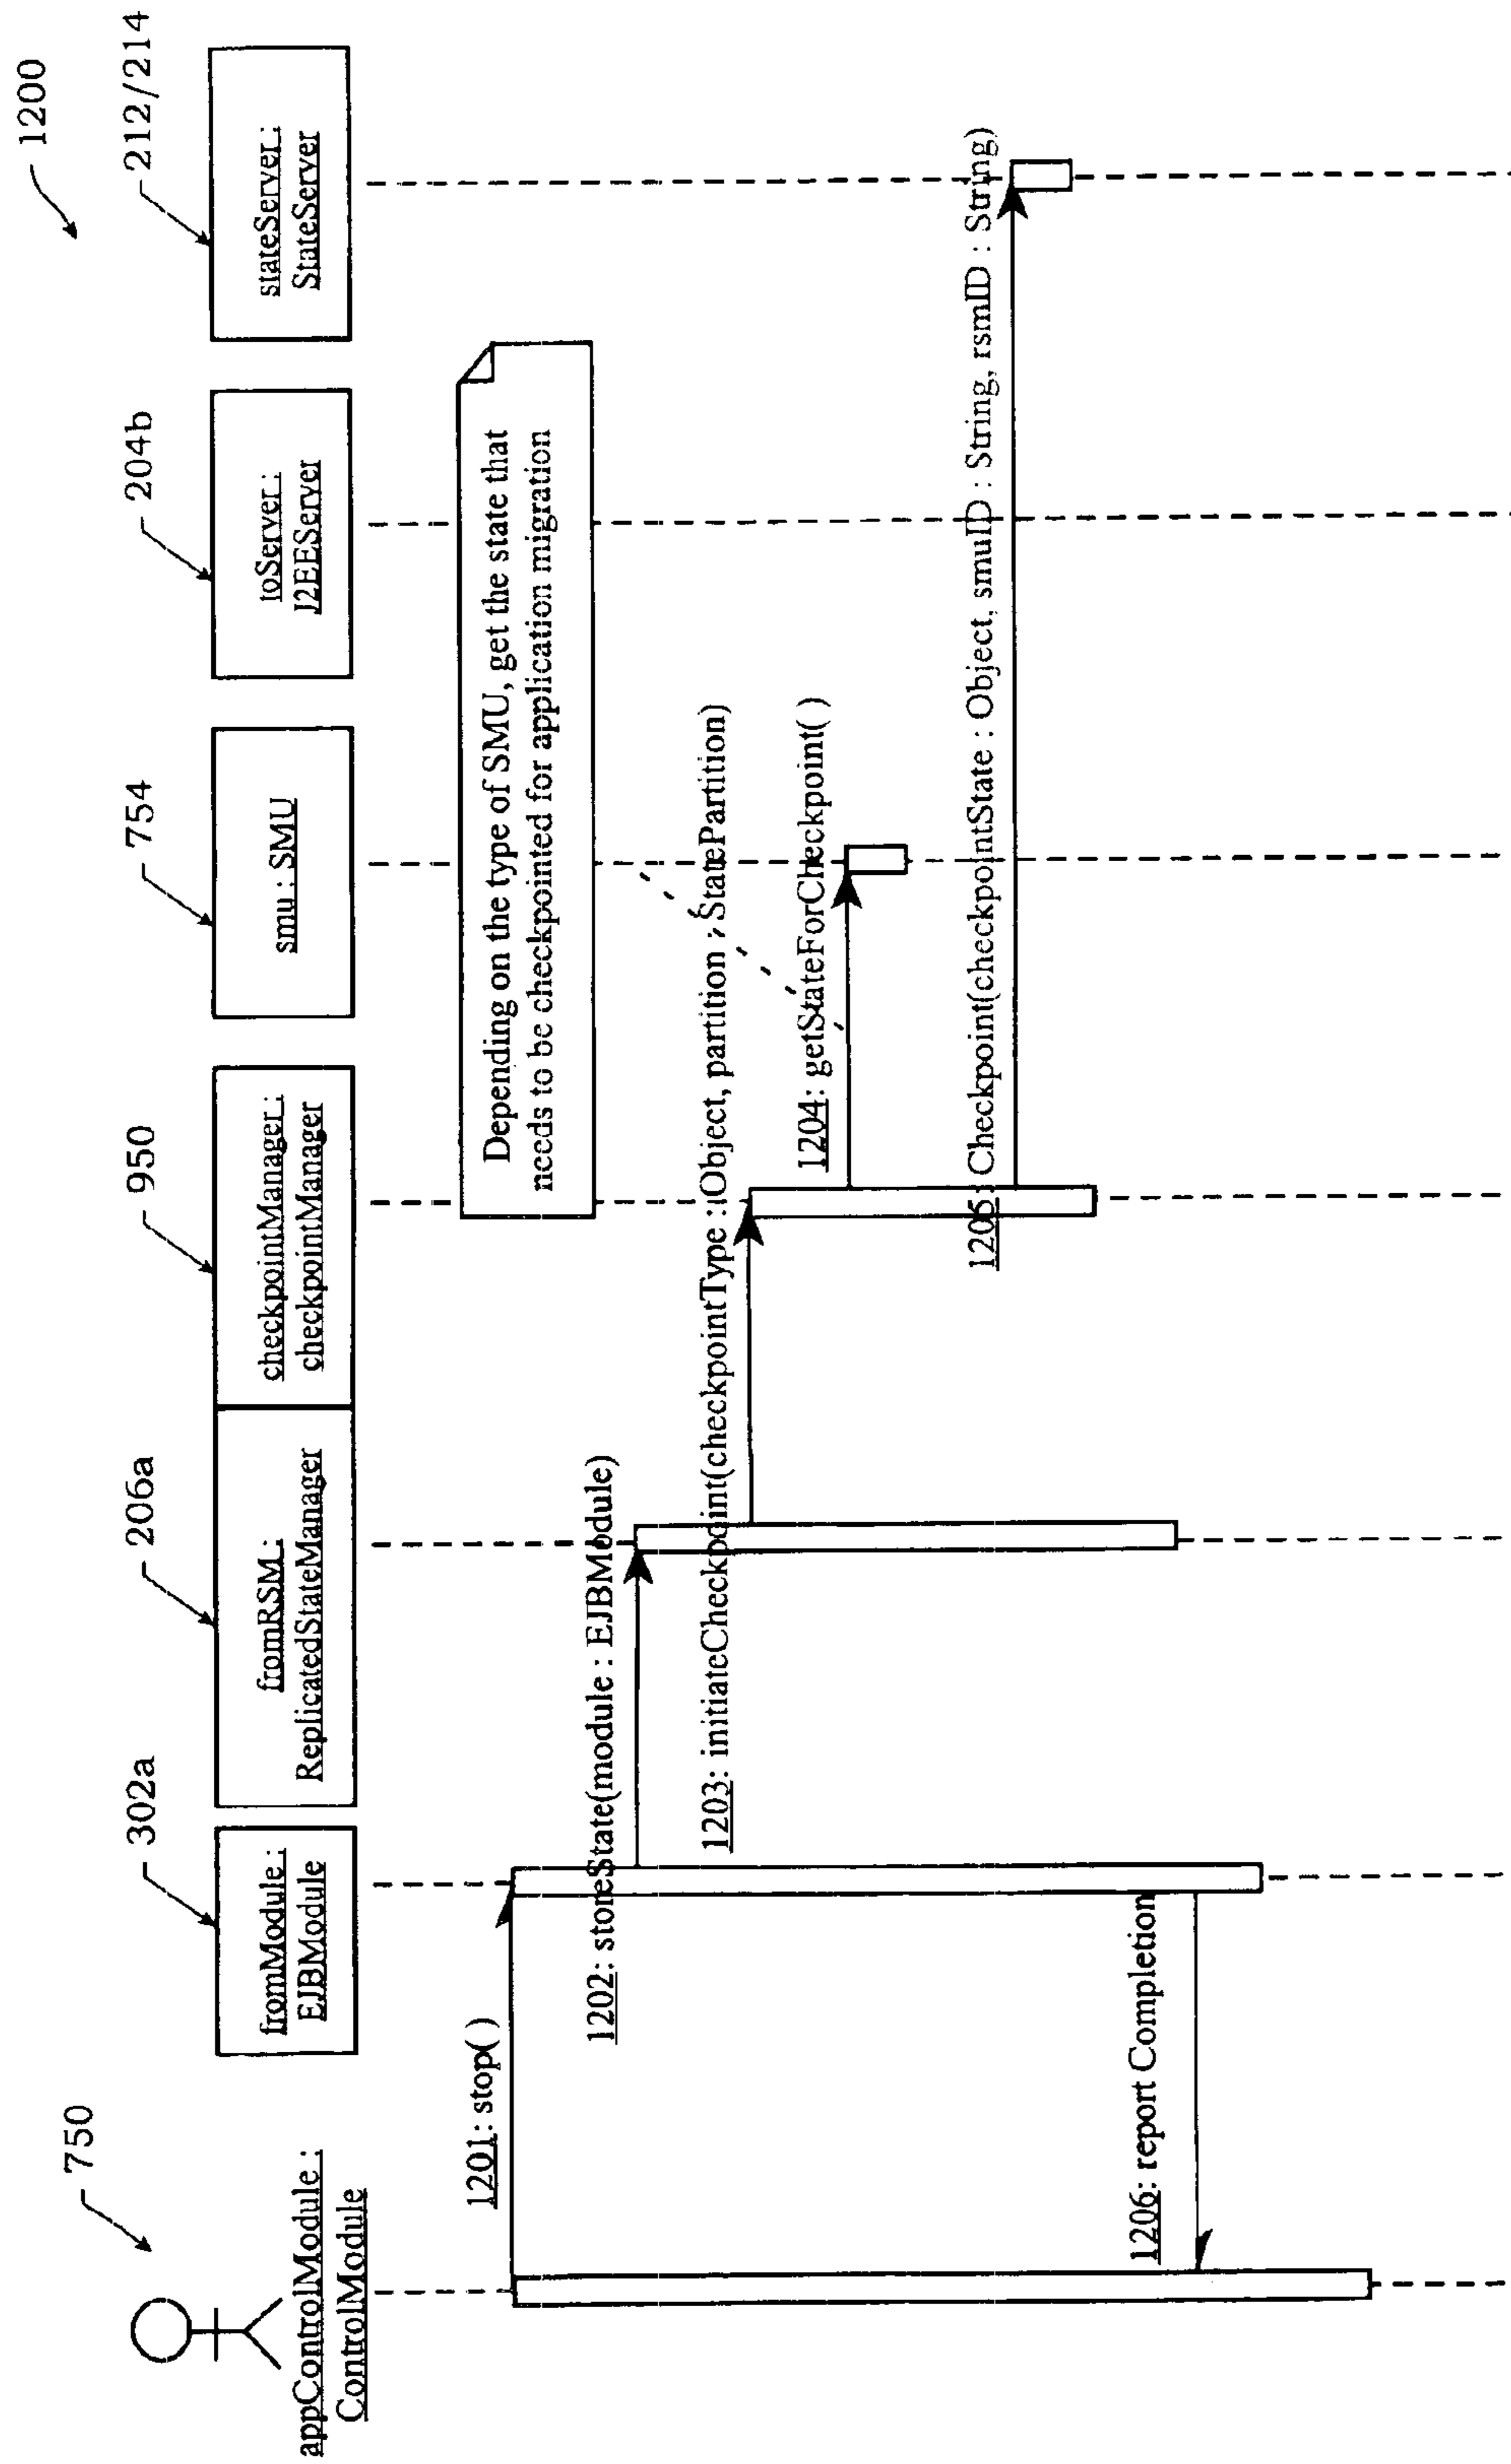 1200
750
302a
206a
950
754
204b
212/214
appControlModule :
ControlModule
fromModule :
EJBModule
fromRSM :
ReplicatedStateManager
checkpointManager :
checkpointManager
smu : SMU
toServer :
J2EEServer
stateServer :
StateServer
Depending on the type of SMU, get the state that
needs to be checkpointed for application migration
1201: stop( )
1202: storeState(module : EJBModule)
1203: initiateCheckpoint(checkpointType : Object, partition : StatePartition)
1204: getStateForCheckpoint( )
1205: Checkpoint(checkpointState : Object, smuID : String, rsmID : String)
1206: report Completion